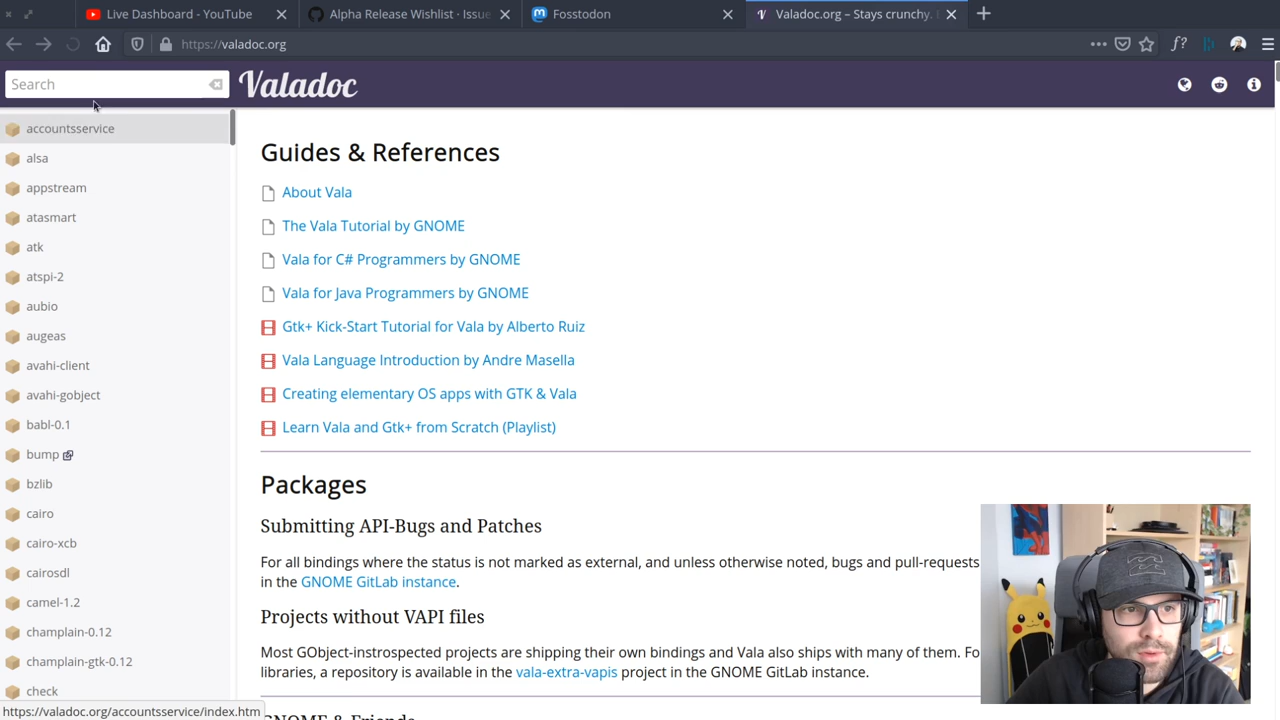 Live Dashboard - YouTube
Alpha Release Wishlist · Issue
Fosstodon
Valadoc.org – Stays crunchy.
https://valadoc.org
f?
Search
Valadoc
accountsservice
alsa
appstream
atasmart
atk
atspi-2
aubio
augeas
avahi-client
avahi-gobject
babl-0.1
bump
bzlib
cairo
cairo-xcb
cairosdl
camel-1.2
champlain-0.12
champlain-gtk-0.12
check
https://valadoc.org/accountsservice/index.htm
Guides & References
About Vala
The Vala Tutorial by GNOME
Vala for C# Programmers by GNOME
Vala for Java Programmers by GNOME
Gtk+ Kick-Start Tutorial for Vala by Alberto Ruiz
Vala Language Introduction by Andre Masella
Creating elementary OS apps with GTK & Vala
Learn Vala and Gtk+ from Scratch (Playlist)
Packages
Submitting API-Bugs and Patches
For all bindings where the status is not marked as external, and unless otherwise noted, bugs and pull-requests
in the GNOME GitLab instance.
Projects without VAPI files
Most GObject-instrospected projects are shipping their own bindings and Vala also ships with many of them. Fo
libraries, a repository is available in the vala-extra-vapis project in the GNOME GitLab instance.
GNOME & Friends